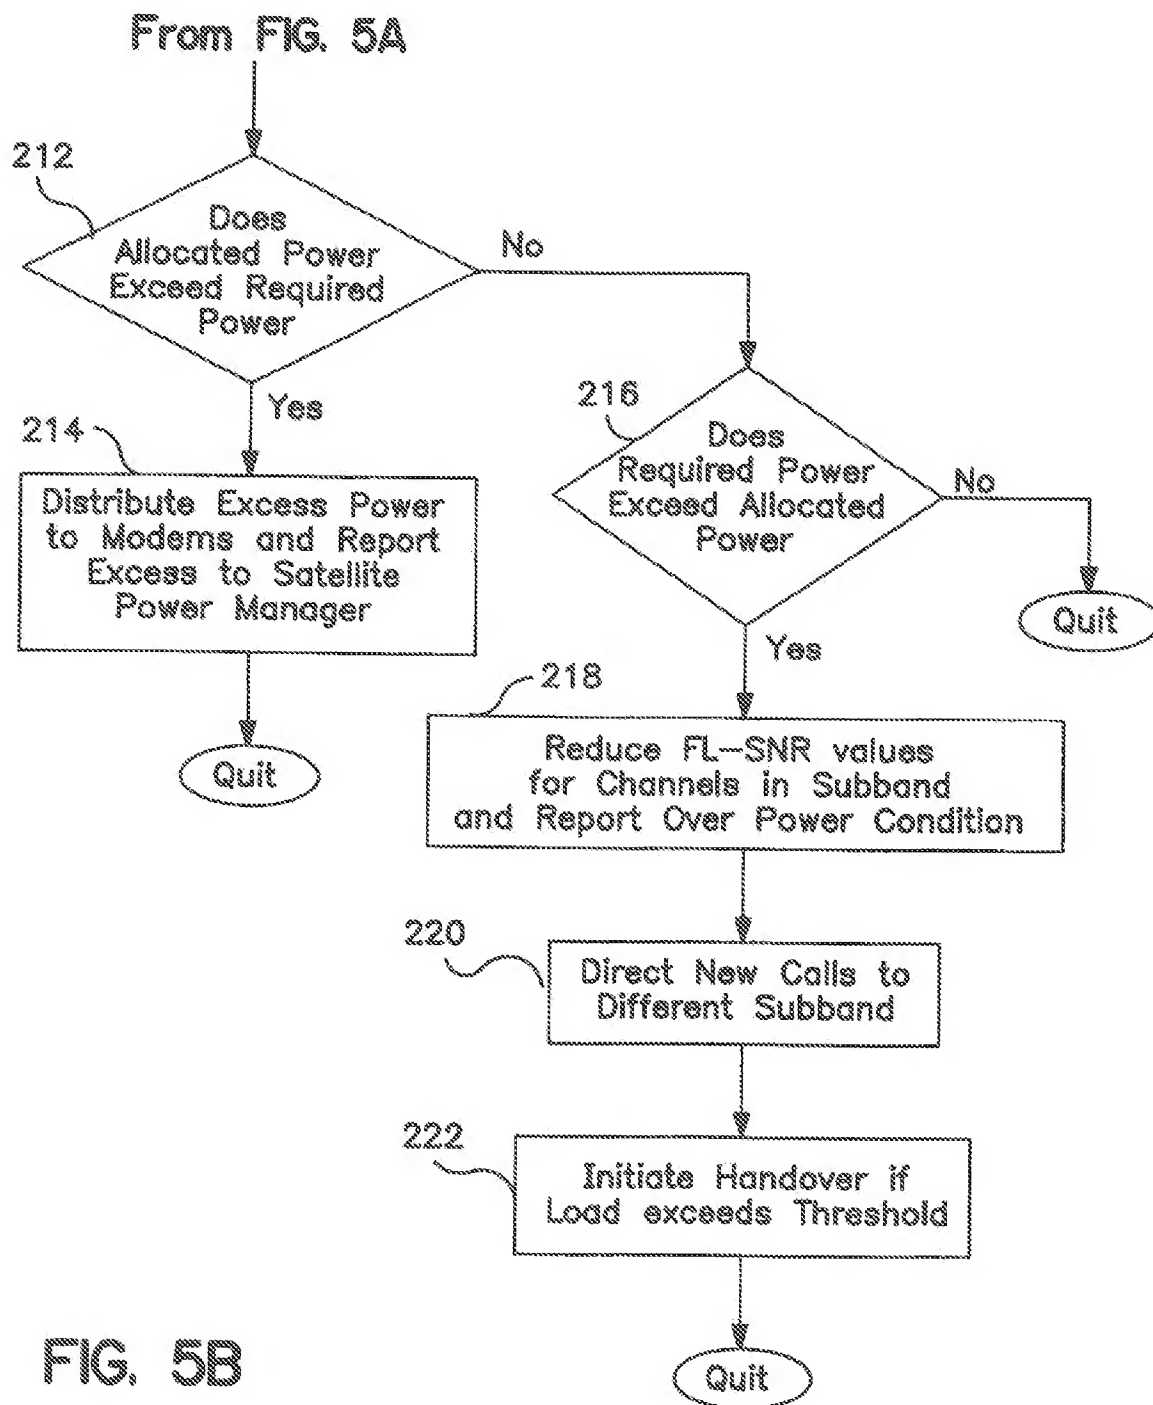 From FIG. 5A
212
Does
Allocated Power
Exceed Required
Power
No
Yes
214
Distribute Excess Power
to Modems and Report
Excess to Satellite
Power Manager
Quit
216
Does
Required Power
Exceed Allocated
Power
No
Quit
Yes
218
Reduce FL-SNR values
for Channels in Subband
and Report Over Power Condition
220
Direct New Calls to
Different Subband
222
Initiate Handover if
Load exceeds Threshold
Quit
FIG. 5B